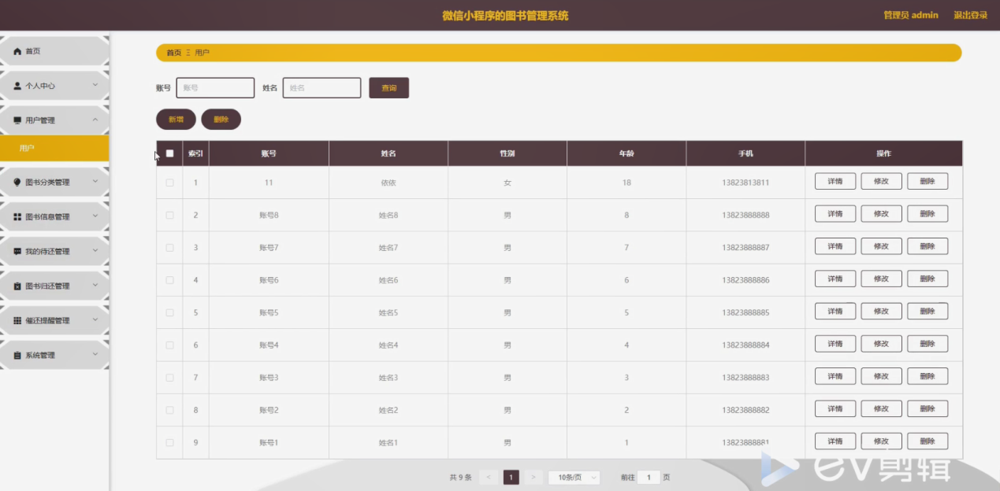 微信小程序的图书管理系统
管理员 admin 退出登录
首页
个人中心
用户管理
用户
图书分类管理
图书信息管理
我的待还管理
图书归还管理
催还提醒管理
系统管理
首页 Ξ 用户
账号 账号 姓名 姓名 查询
新增 删除
索引 账号 姓名 性别 年龄 手机 操作
1 11 依依 女 18 13823813811 详情 修改 删除
2 账号8 姓名8 男 8 13823888888 详情 修改 删除
3 账号7 姓名7 男 7 13823888887 详情 修改 删除
4 账号6 姓名6 男 6 13823888886 详情 修改 删除
5 账号5 姓名5 男 5 13823888885 详情 修改 删除
6 账号4 姓名4 男 4 13823888884 详情 修改 删除
7 账号3 姓名3 男 3 13823888883 详情 修改 删除
8 账号2 姓名2 男 2 13823888882 详情 修改 删除
9 账号1 姓名1 男 1 13823888881 详情 修改 删除
共 9 条 < 1 > 10条/页 前往 1 页
ev剪辑